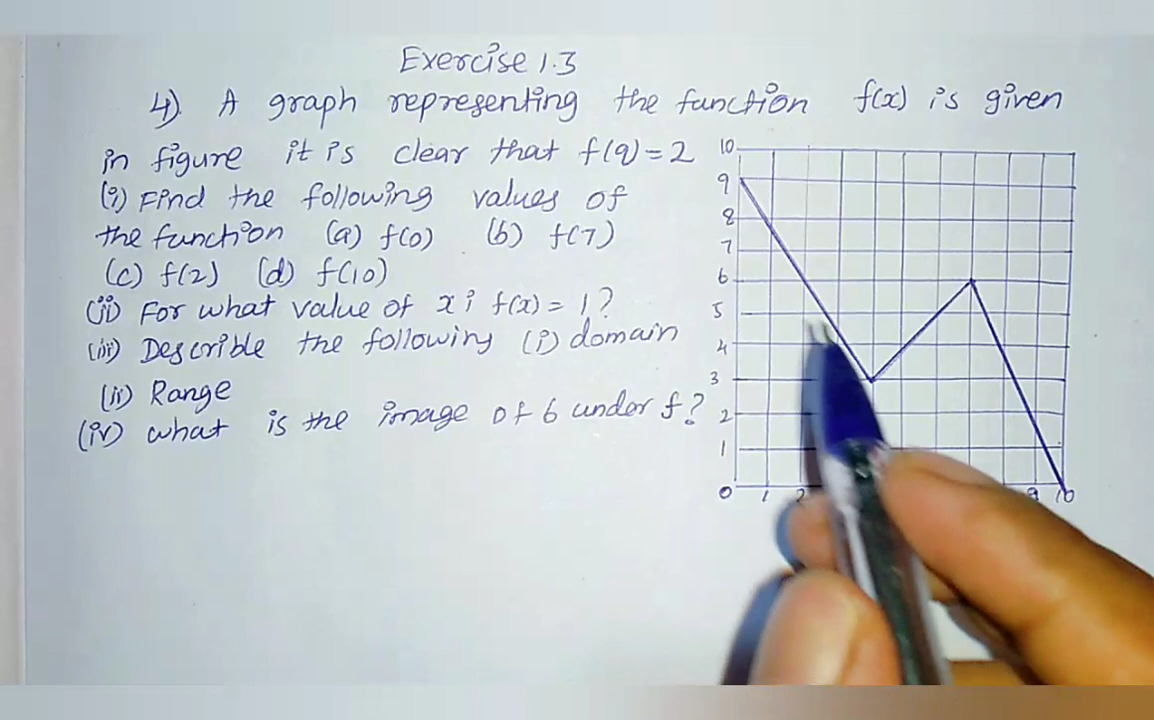 Exercise 1.3
4) A graph representing the function f(x) is given
in figure it is clear that f(9)=2
(i) Find the following values of
the function (a) f(0) (b) f(7)
(c) f(2) (d) f(10)
(ii) For what value of x ; f(x) = 1?
(iii) Describle the following (i) domain
(ii) Range
(iv) what is the image of 6 under f?
10
9
8
7
6
5
4
3
2
1
0 1 2 9 10